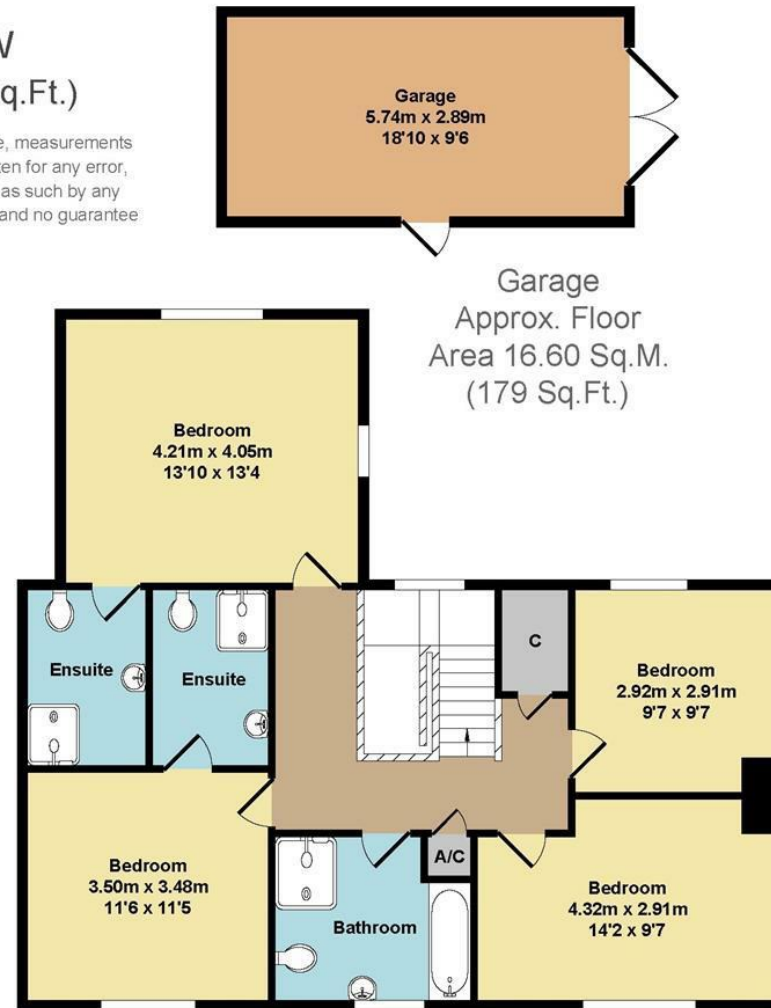 Garage
5.74m x 2.89m
18'10 x 9'6
q.Ft.)
e, measurements
for any error,
as such by any
and no guarantee
Garage
Approx. Floor
Area 16.60 Sq.M.
(179 Sq.Ft.)
Bedroom
4.21m x 4.05m
13'10 x 13'4
Ensuite
Ensuite
C
Bedroom
2.92m x 2.91m
9'7 x 9'7
Bedroom
3.50m x 3.48m
11'6 x 11'5
A/C
Bathroom
Bedroom
4.32m x 2.91m
14'2 x 9'7